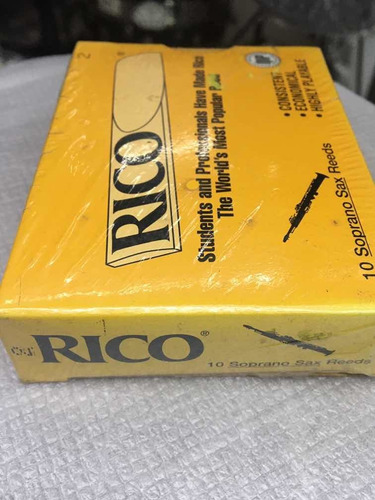 2
RICO
Students and Professionals Have Made Rico
The World's Most Popular
• CONSISTENT
• ECONOMICAL
• HIGHLY PLAYABLE
10 Soprano Sax Reeds
RICO®
10 Soprano Sax Reeds